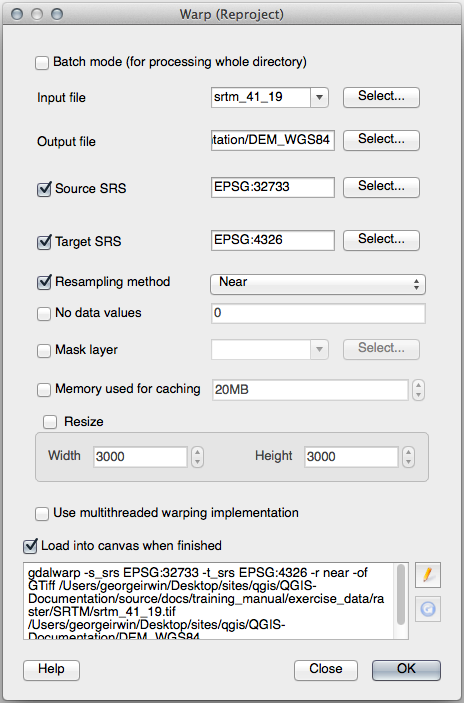 Warp (Reproject)
Batch mode (for processing whole directory)
Input file srtm_41_19 Select...
Output file tation/DEM_WGS84 Select...
Source SRS EPSG:32733 Select...
Target SRS EPSG:4326 Select...
Resampling method Near
No data values 0
Mask layer Select...
Memory used for caching 20MB
Resize
Width 3000 Height 3000
Use multithreaded warping implementation
Load into canvas when finished
gdalwarp -s_srs EPSG:32733 -t_srs EPSG:4326 -r near -of
GTiff /Users/georgeirwin/Desktop/sites/qgis/QGIS-
Documentation/source/docs/training_manual/exercise_data/ra
ster/SRTM/srtm_41_19.tif
/Users/georgeirwin/Desktop/sites/qgis/QGIS-
Documentation/DEM_WGS84
Help Close OK